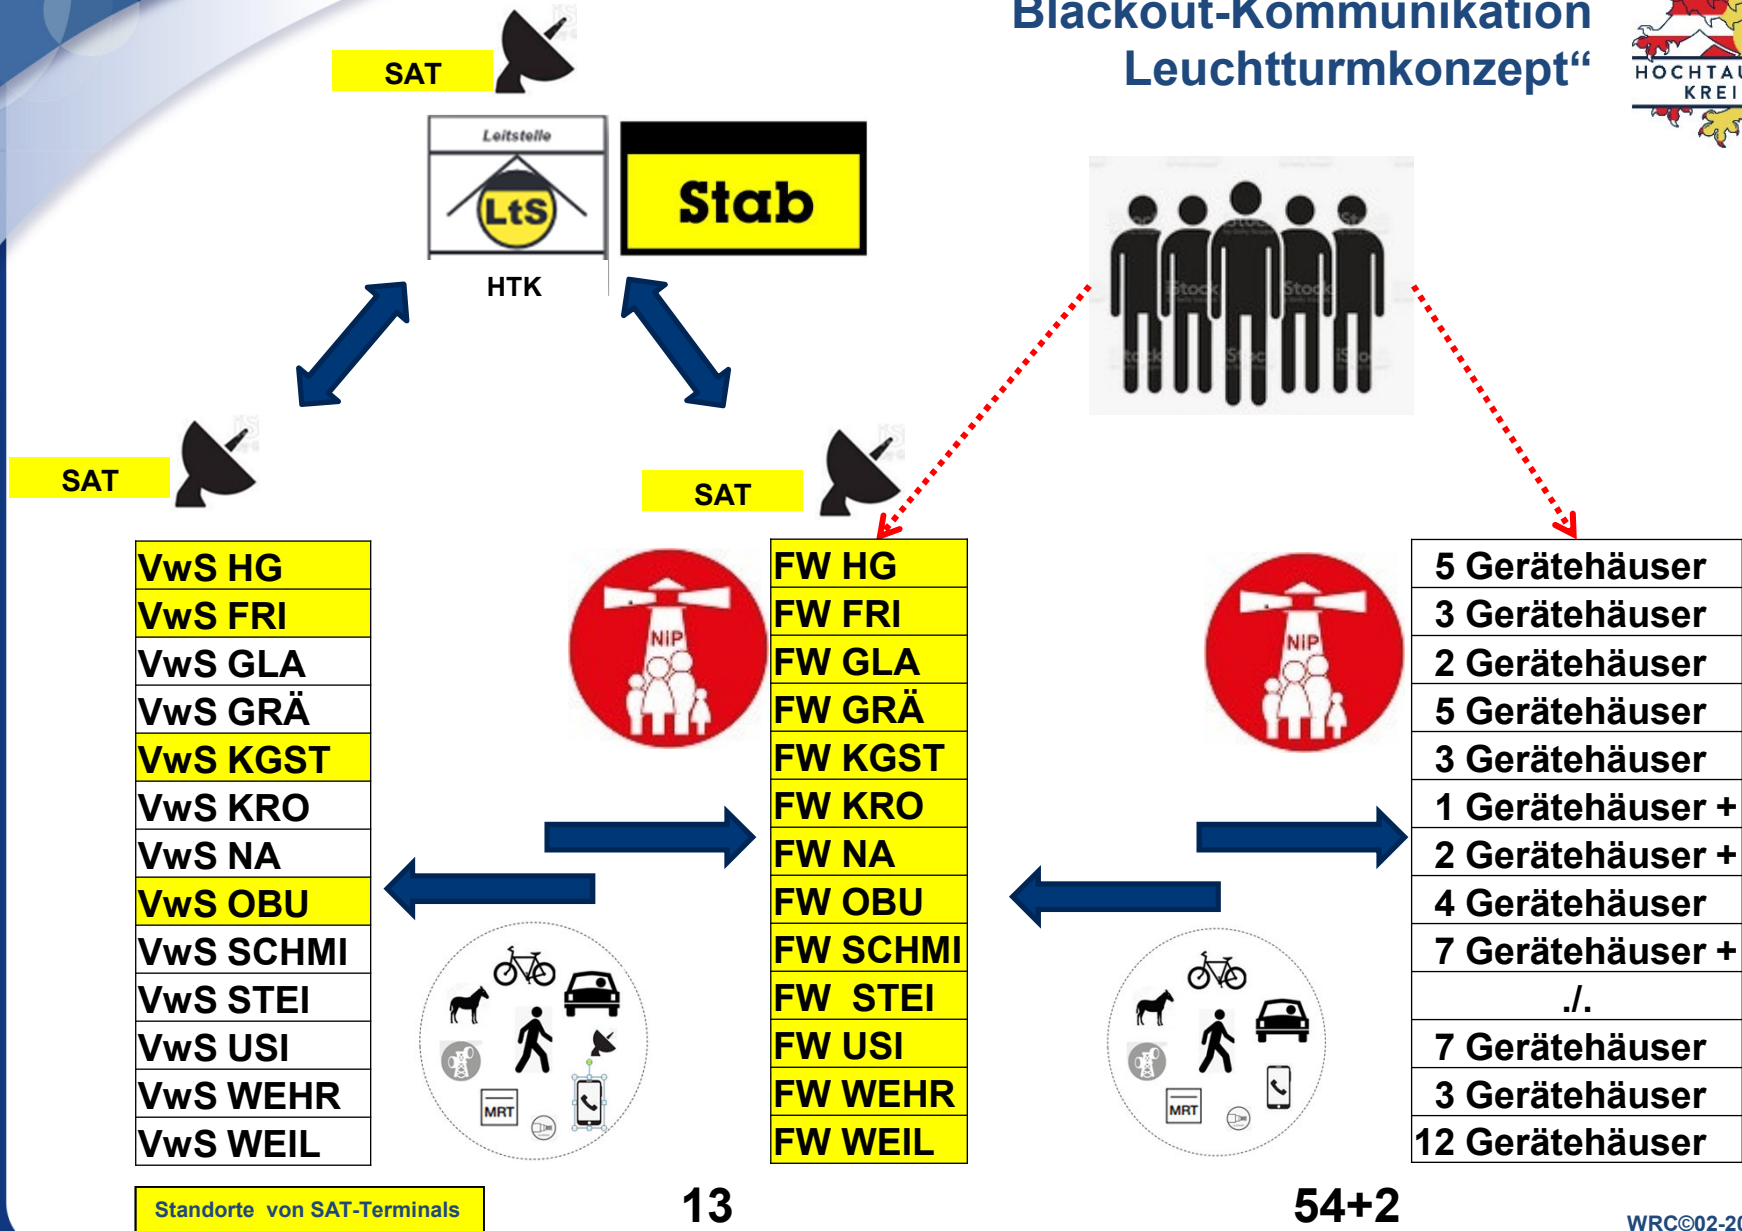 Blackout-Kommunikation
Leuchtturmkonzept“
HOCHTAU
KREI
SAT
Leitstelle
LtS
Stab
HTK
SAT
SAT
VwS HG
VwS FRI
VwS GLA
VwS GRÄ
VwS KGST
VwS KRO
VwS NA
VwS OBU
VwS SCHMI
VwS STEI
VwS USI
VwS WEHR
VwS WEIL
NiP
FW HG
FW FRI
FW GLA
FW GRÄ
FW KGST
FW KRO
FW NA
FW OBU
FW SCHMI
FW STEI
FW USI
FW WEHR
FW WEIL
NiP
5 Gerätehäuser
3 Gerätehäuser
2 Gerätehäuser
5 Gerätehäuser
3 Gerätehäuser
1 Gerätehäuser +
2 Gerätehäuser +
4 Gerätehäuser
7 Gerätehäuser +
./.
7 Gerätehäuser
3 Gerätehäuser
12 Gerätehäuser
MRT
MRT
Standorte von SAT-Terminals
13
54+2
WRC©02-20